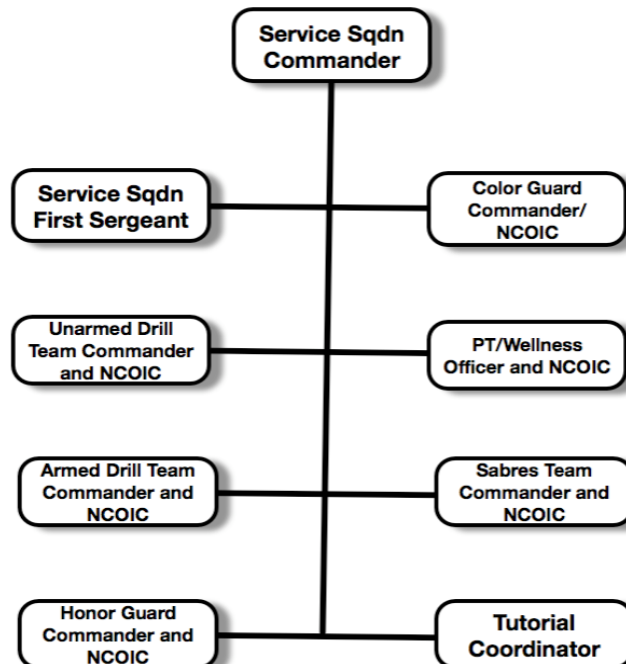 Service Sqdn
Commander
Service Sqdn
First Sergeant
Color Guard
Commander/
NCOIC
Unarmed Drill
Team Commander
and NCOIC
PT/Wellness
Officer and NCOIC
Armed Drill Team
Commander and
NCOIC
Sabres Team
Commander and
NCOIC
Honor Guard
Commander and
NCOIC
Tutorial
Coordinator